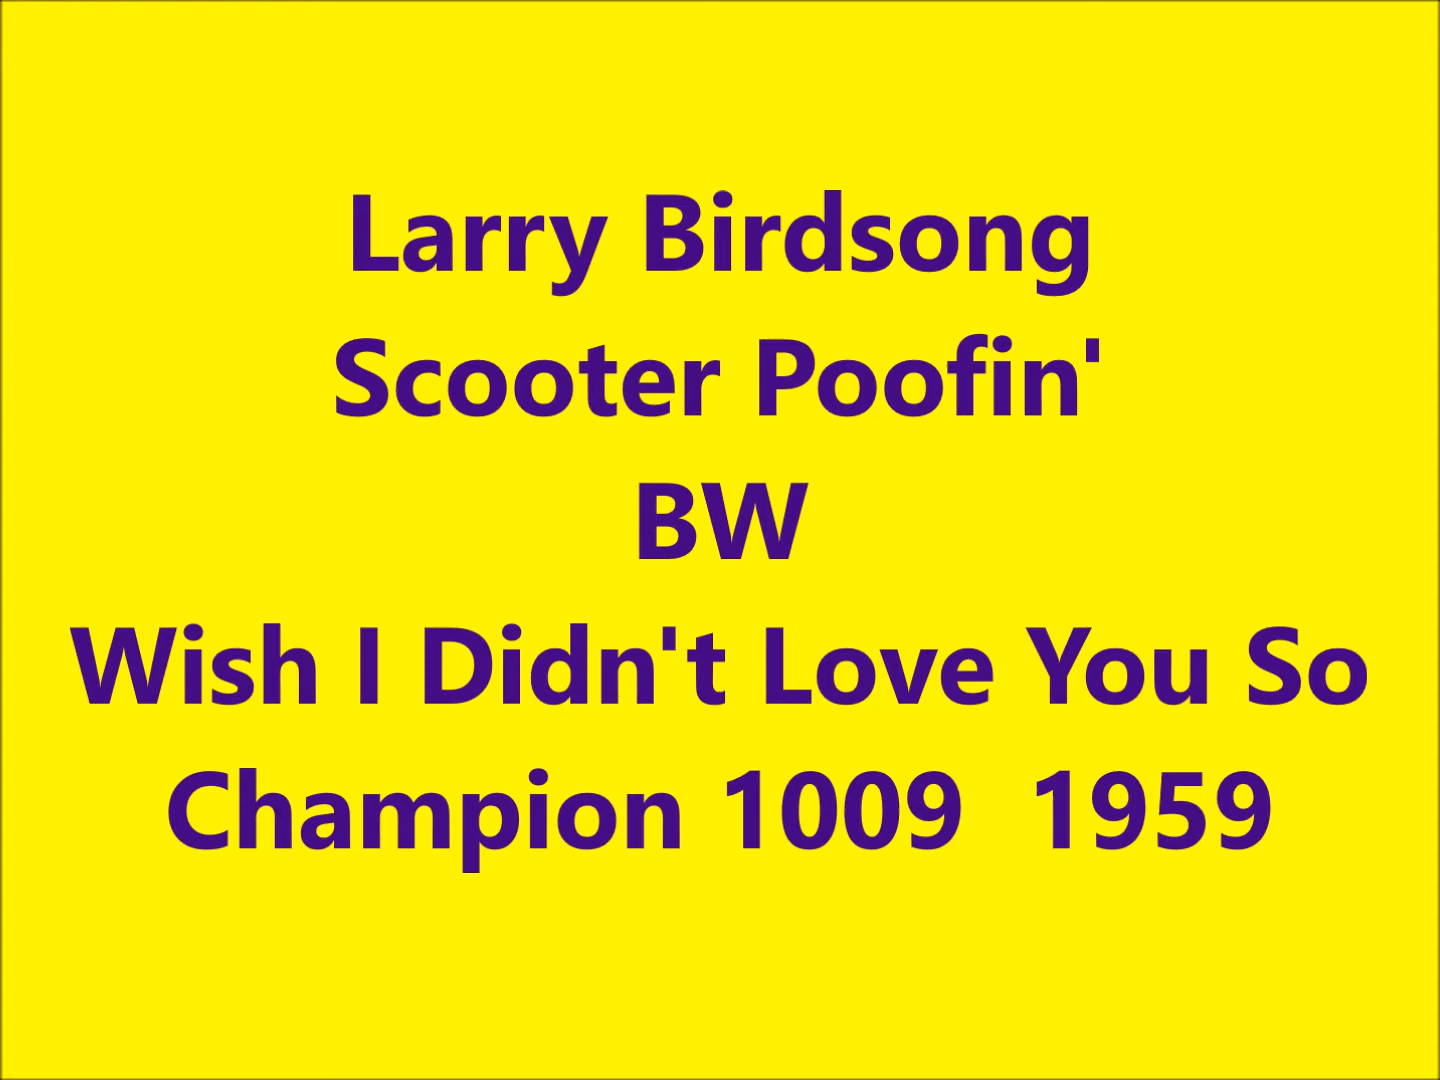 Larry Birdsong
Scooter Poofin'
BW
Wish I Didn't Love You So
Champion 1009  1959